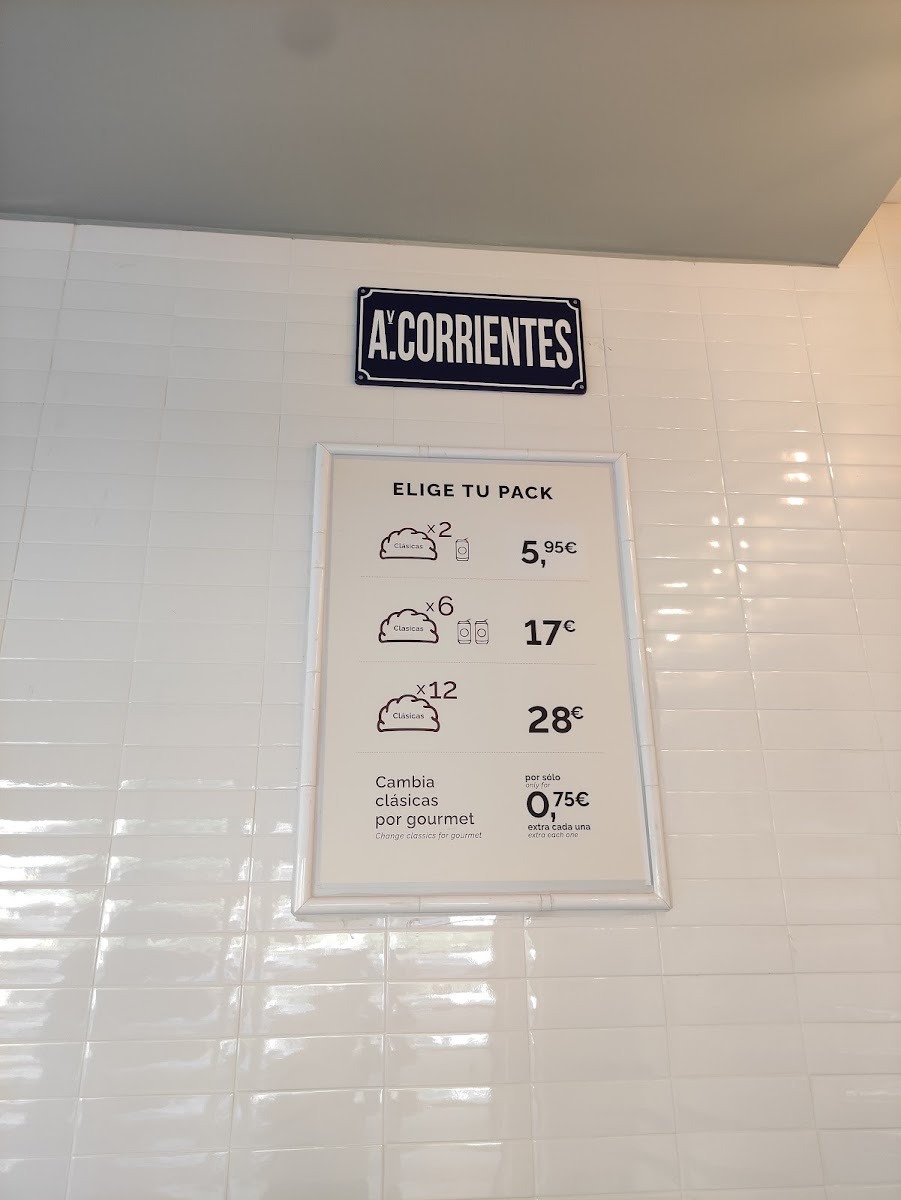 Av. CORRIENTES
ELIGE TU PACK
Clásicas x2 5,95€
Clásicas x6 17€
Clásicas x12 28€
Cambia
clásicas
por gourmet
Change classics for gourmet
por sólo
only for
0,75€
extra cada una
extra each one